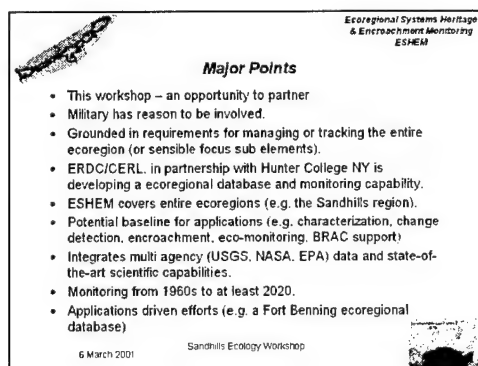 Ecoregional Systems Heritage
& Encroachment Monitoring
ESHEM
Major Points
• This workshop – an opportunity to partner
• Military has reason to be involved.
• Grounded in requirements for managing or tracking the entire
ecoregion (or sensible focus sub elements).
• ERDC/CERL. in partnership with Hunter College NY is
developing a ecoregional database and monitoring capability.
• ESHEM covers entire ecoregions (e.g. the Sandhills region).
• Potential baseline for applications (e.g. characterization, change
detection, encroachment, eco-monitoring, BRAC support)
• Integrates multi agency (USGS, NASA, EPA) data and state-of-
the-art scientific capabilities.
• Monitoring from 1960s to at least 2020.
• Applications driven efforts (e.g. a Fort Benning ecoregional
database)
6 March 2001
Sandhills Ecology Workshop